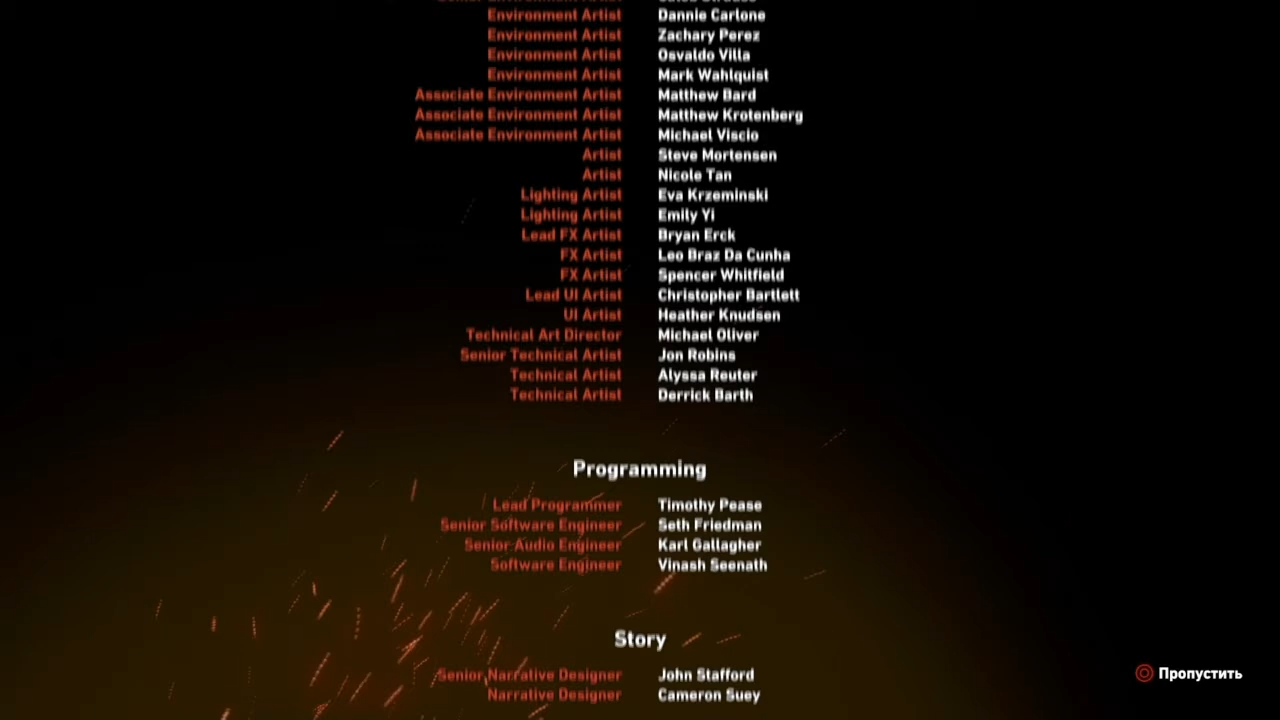 Environment Artist Dannie Carlone
Environment Artist Zachary Perez
Environment Artist Osvaldo Villa
Environment Artist Mark Wahlquist
Associate Environment Artist Matthew Bard
Associate Environment Artist Matthew Krotenberg
Associate Environment Artist Michael Viscio
Artist Steve Mortensen
Artist Nicole Tan
Lighting Artist Eva Krzeminski
Lighting Artist Emily Yi
Lead FX Artist Bryan Erck
FX Artist Leo Braz Da Cunha
FX Artist Spencer Whitfield
Lead UI Artist Christopher Bartlett
UI Artist Heather Knudsen
Technical Art Director Michael Oliver
Senior Technical Artist Jon Robins
Technical Artist Alyssa Reuter
Technical Artist Derrick Barth
Programming
Lead Programmer Timothy Pease
Senior Software Engineer Seth Friedman
Senior Audio Engineer Karl Gallagher
Software Engineer Vinash Seenath
Story
Senior Narrative Designer John Stafford
Narrative Designer Cameron Suey
Пропустить